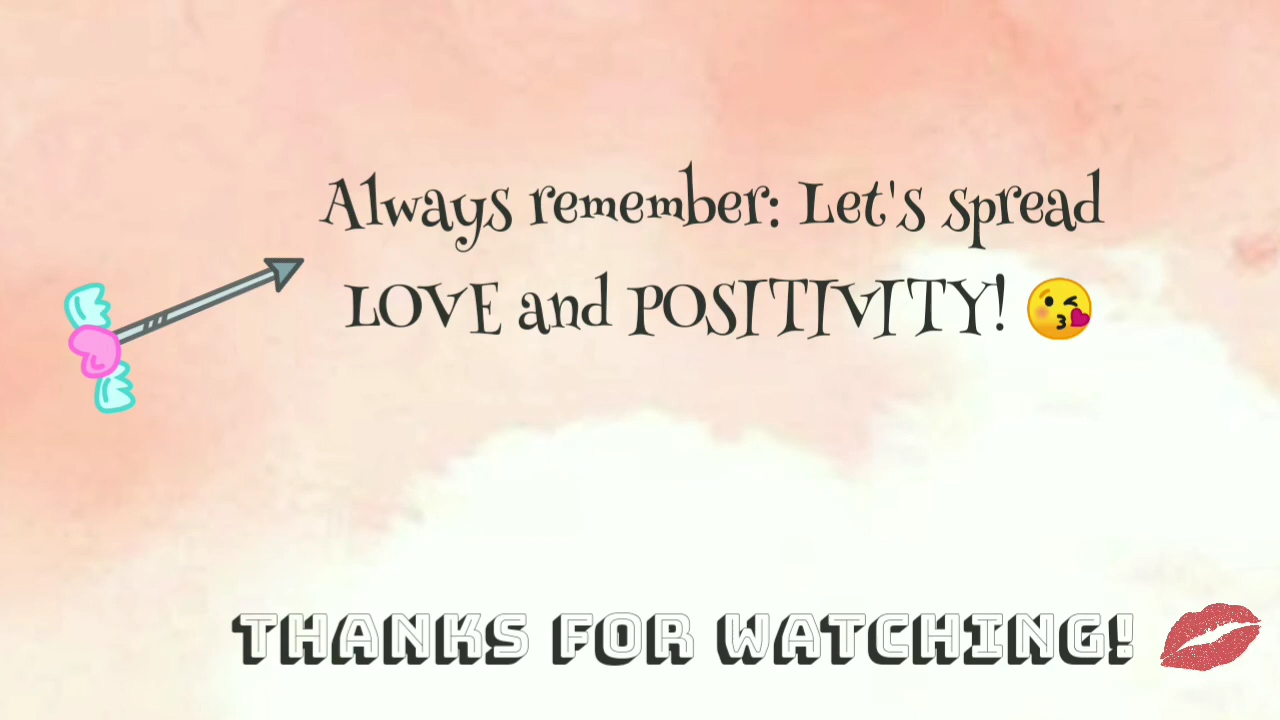 Always remember: Let's spread
LOVE and POSITIVITY! 😘
THANKS FOR WATCHING!